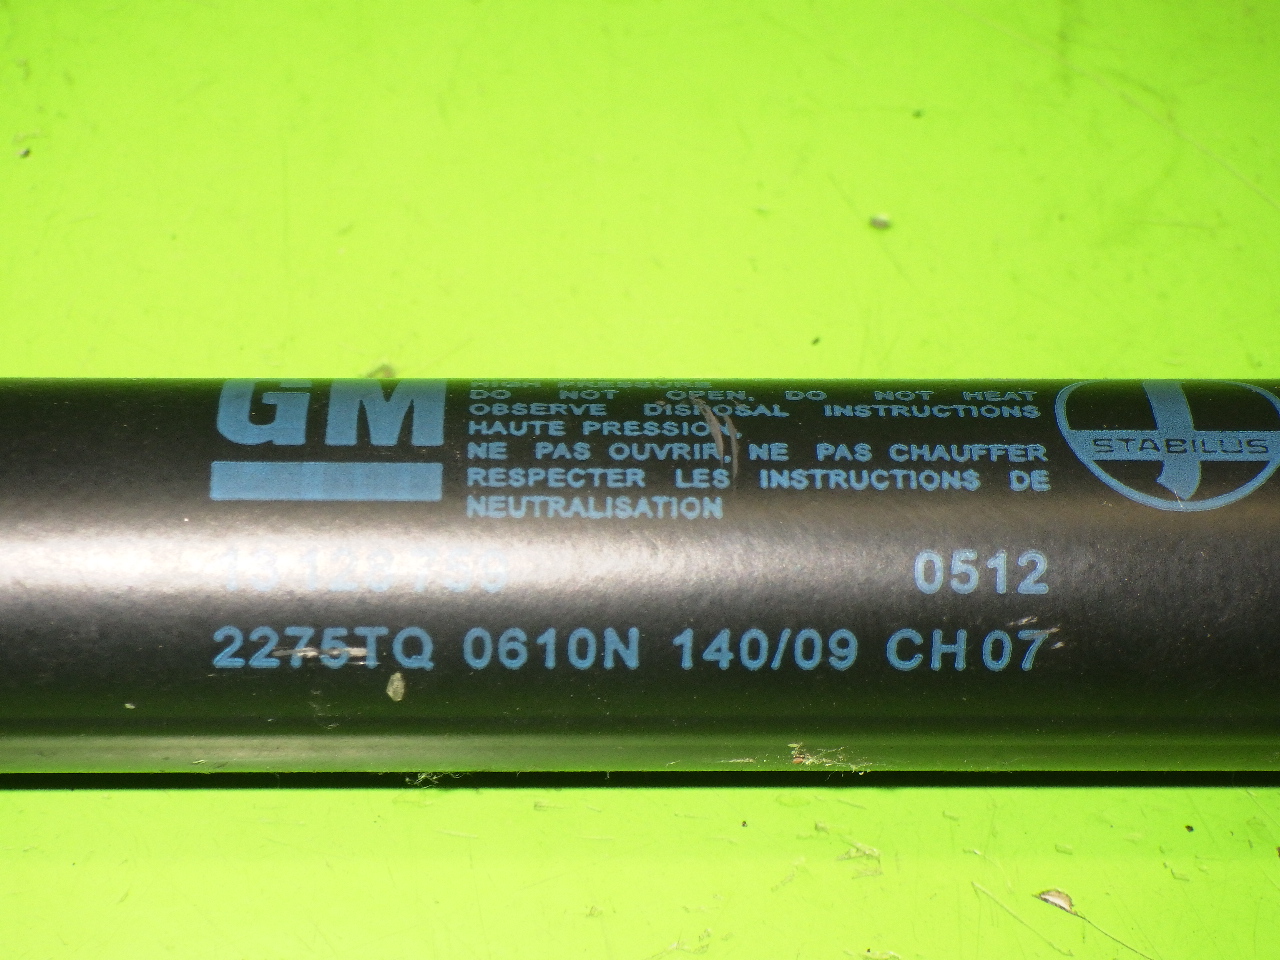 GM
HIGH PRESSURE
DO NOT OPEN. DO NOT HEAT
OBSERVE DISPOSAL INSTRUCTIONS
HAUTE PRESSION.
NE PAS OUVRIR, NE PAS CHAUFFER
RESPECTER LES INSTRUCTIONS DE
NEUTRALISATION
STABILUS
0512
2275TQ 0610N 140/09 CH07